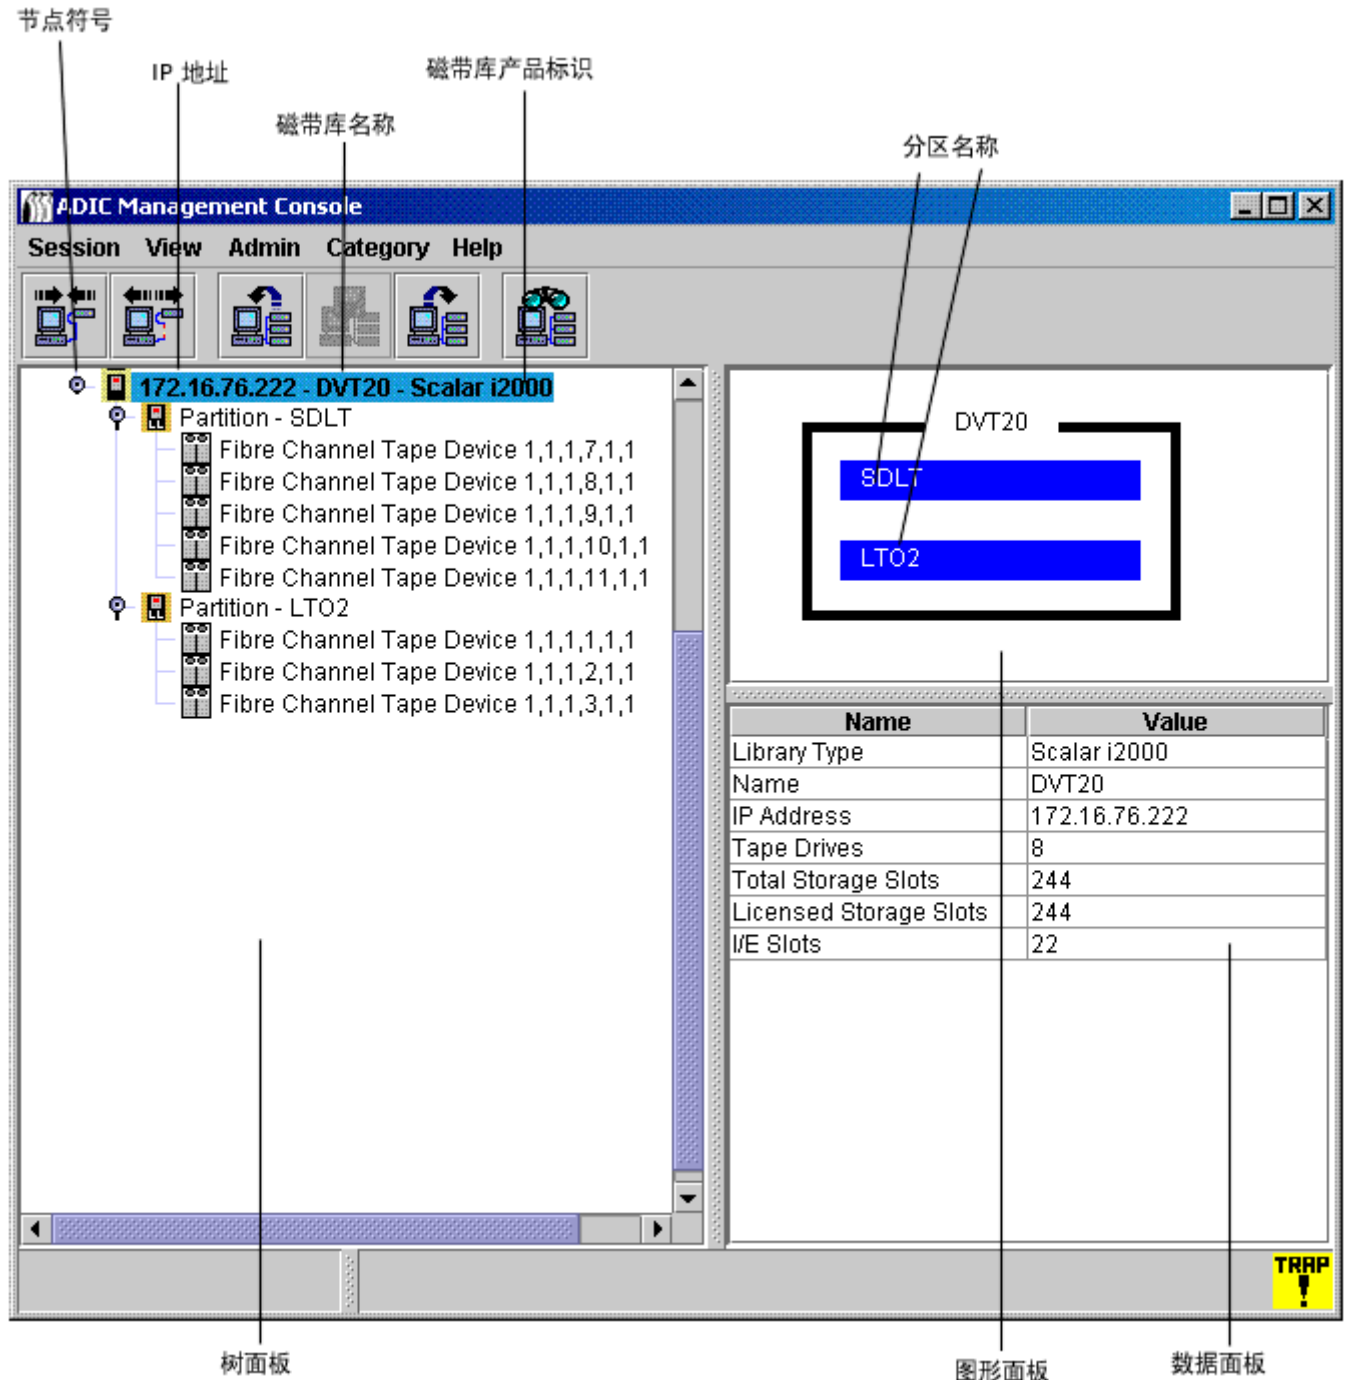 节点符号
IP 地址
磁带库产品标识
磁带库名称
分区名称
ADIC Management Console
Session View Admin Category Help
172.16.76.222 - DVT20 - Scalar i2000
Partition - SDLT
Fibre Channel Tape Device 1,1,1,7,1,1
Fibre Channel Tape Device 1,1,1,8,1,1
Fibre Channel Tape Device 1,1,1,9,1,1
Fibre Channel Tape Device 1,1,1,10,1,1
Fibre Channel Tape Device 1,1,1,11,1,1
Partition - LTO2
Fibre Channel Tape Device 1,1,1,1,1,1
Fibre Channel Tape Device 1,1,1,2,1,1
Fibre Channel Tape Device 1,1,1,3,1,1
DVT20
SDLT
LTO2
Name Value
Library Type Scalar i2000
Name DVT20
IP Address 172.16.76.222
Tape Drives 8
Total Storage Slots 244
Licensed Storage Slots 244
I/E Slots 22
TRAP
!
树面板
图形面板
数据面板